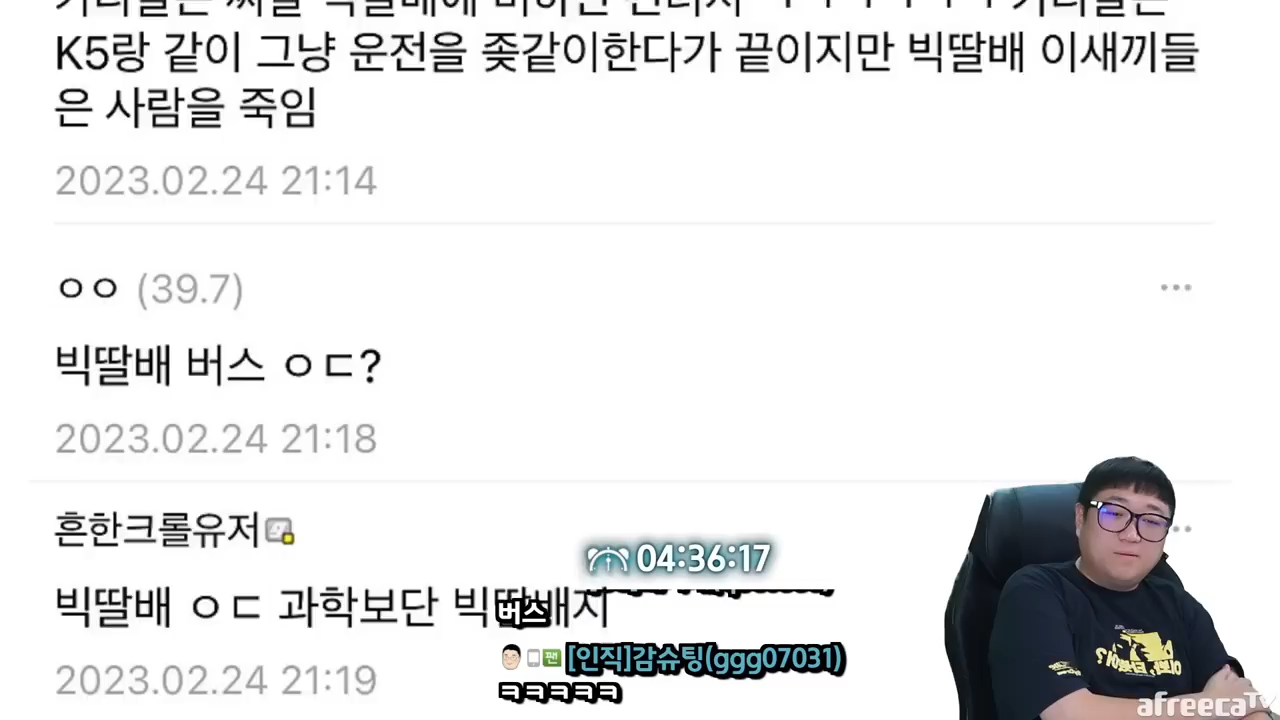 K5랑 같이 그냥 운전을 좆같이한다가 끝이지만 빅딸배 이새끼들
은 사람을 죽임
2023.02.24 21:14
ㅇㅇ (39.7)
빅딸배 버스 ㅇㄷ?
2023.02.24 21:18
흔한크롤유저
빅딸배 ㅇㄷ 과학보단 빅딸배지
2023.02.24 21:19
04:36:17
버스
팬 [인직]감슈팅(ggg07031)
ㅋㅋㅋㅋㅋ
afreecaTV